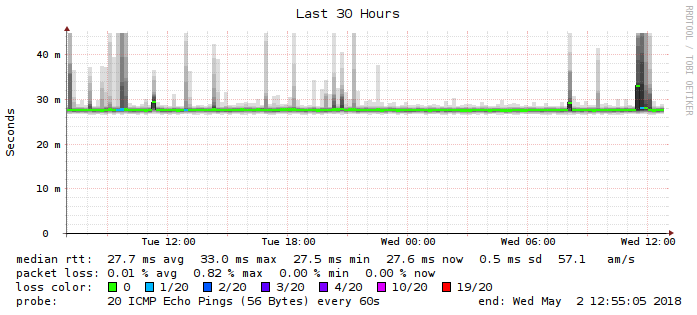 Last 30 Hours
RRDTOOL / TOBI OETIKER
Seconds
40 m
30 m
20 m
10 m
0
Tue 12:00 Tue 18:00 Wed 00:00 Wed 06:00 Wed 12:00
median rtt: 27.7 ms avg 33.0 ms max 27.5 ms min 27.6 ms now 0.5 ms sd 57.1 am/s
packet loss: 0.01 % avg 0.82 % max 0.00 % min 0.00 % now
loss color: 0 1/20 2/20 3/20 4/20 10/20 19/20
probe: 20 ICMP Echo Pings (56 Bytes) every 60s end: Wed May 2 12:55:05 2018